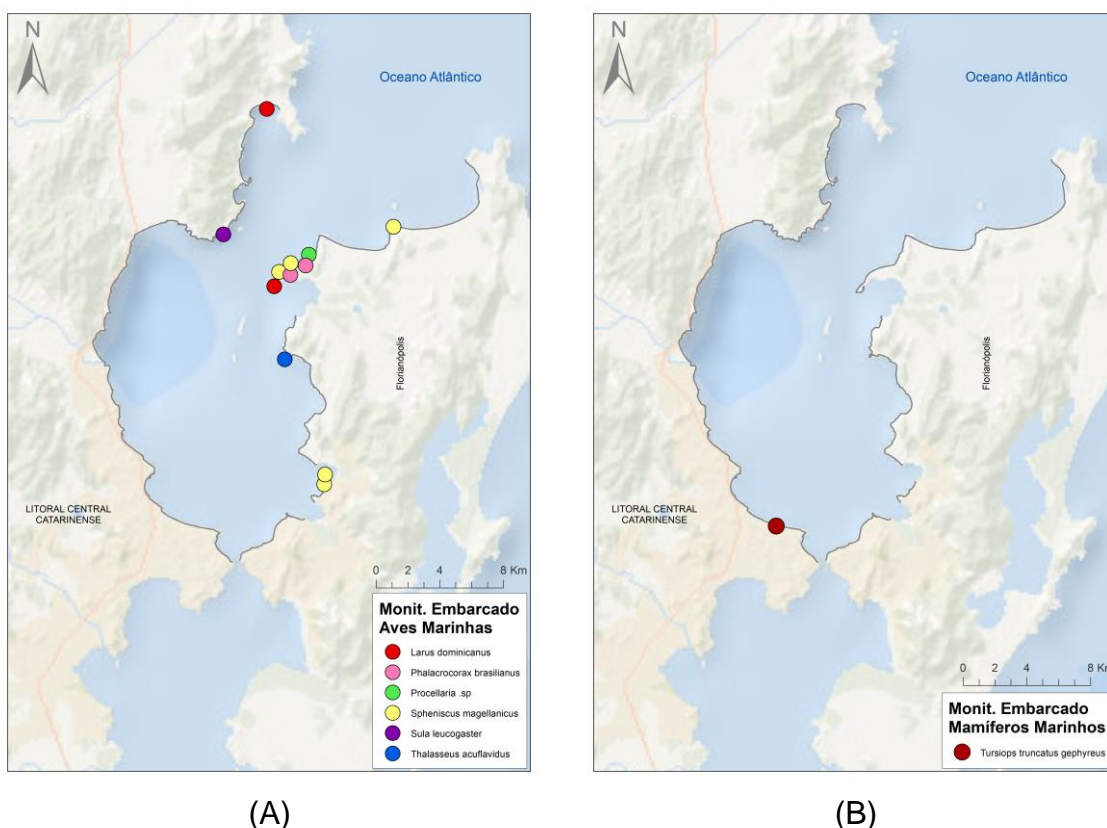 N
Oceano Atlântico
Florianópolis
LITORAL CENTRAL
CATARINENSE
0 2 4 8 Km
Monit. Embarcado
Aves Marinhas
Larus dominicanus
Phalacrocorax brasilianus
Procellaria .sp
Spheniscus magellanicus
Sula leucogaster
Thalasseus acuflavidus
(A)
N
Oceano Atlântico
Florianópolis
LITORAL CENTRAL
CATARINENSE
0 2 4 8 Km
Monit. Embarcado
Mamíferos Marinhos
Tursiops truncatus gephyreus
(B)